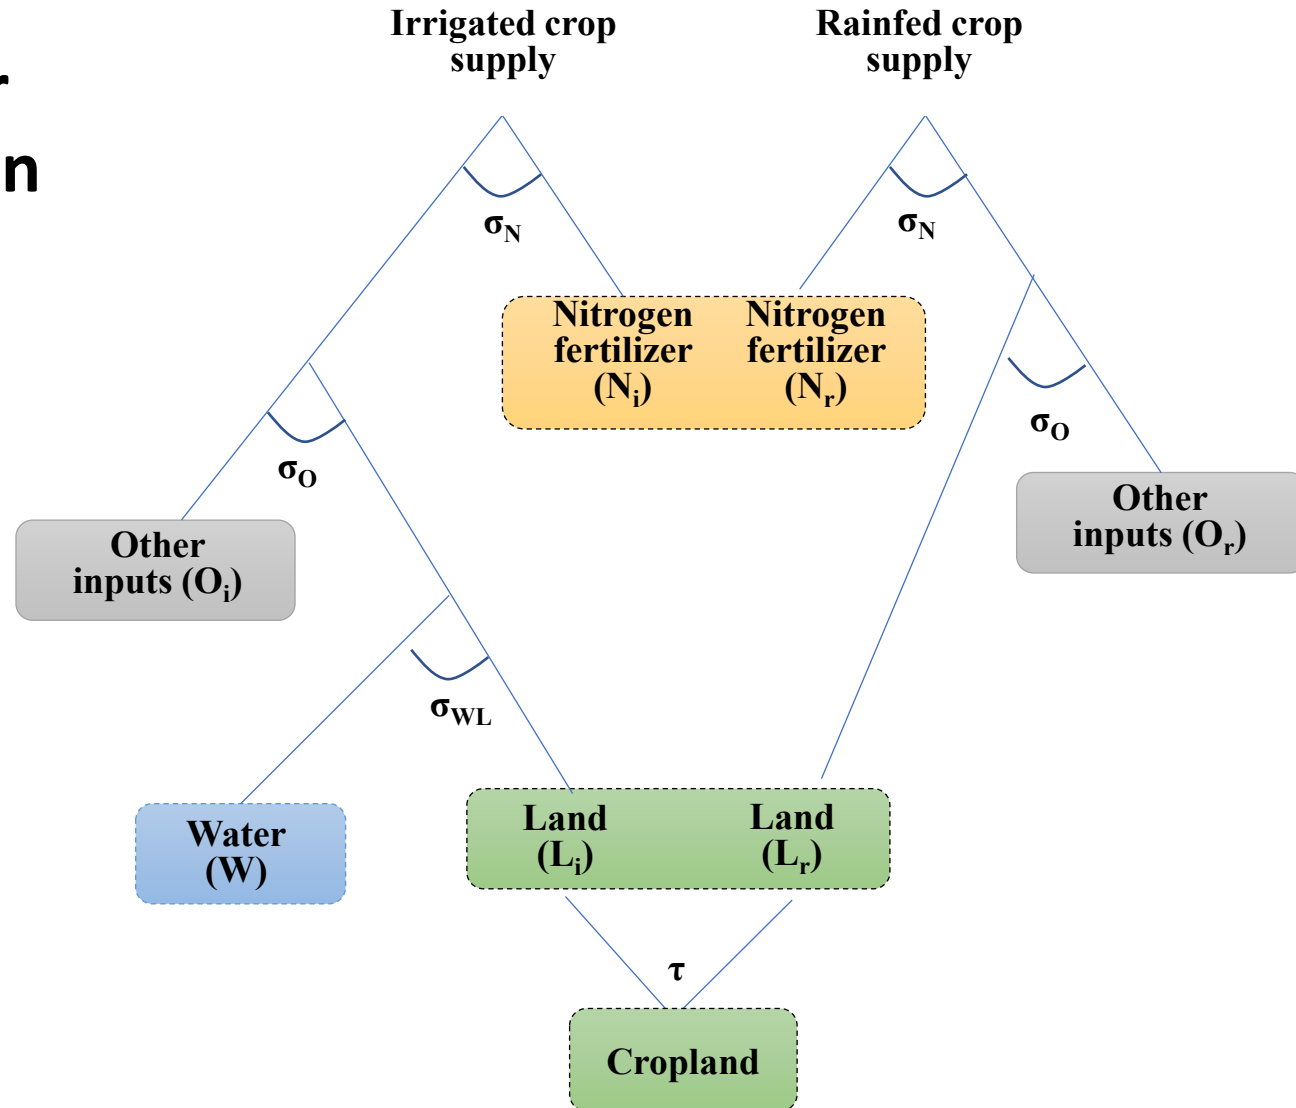 Irrigated crop
supply
Rainfed crop
supply
n
σN
σN
Nitrogen
fertilizer
(Ni)
Nitrogen
fertilizer
(Nr)
σO
σO
Other
inputs (Oi)
Other
inputs (Or)
σWL
Water
(W)
Land
(Li)
Land
(Lr)
τ
Cropland